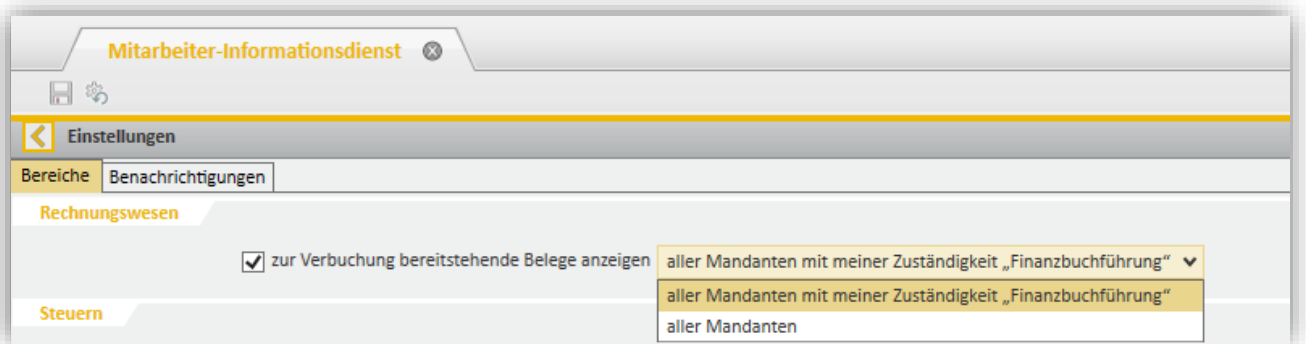 Mitarbeiter-Informationsdienst
Einstellungen
Bereiche Benachrichtigungen
Rechnungswesen
zur Verbuchung bereitstehende Belege anzeigen aller Mandanten mit meiner Zuständigkeit „Finanzbuchführung“
aller Mandanten mit meiner Zuständigkeit „Finanzbuchführung“
Steuern
aller Mandanten